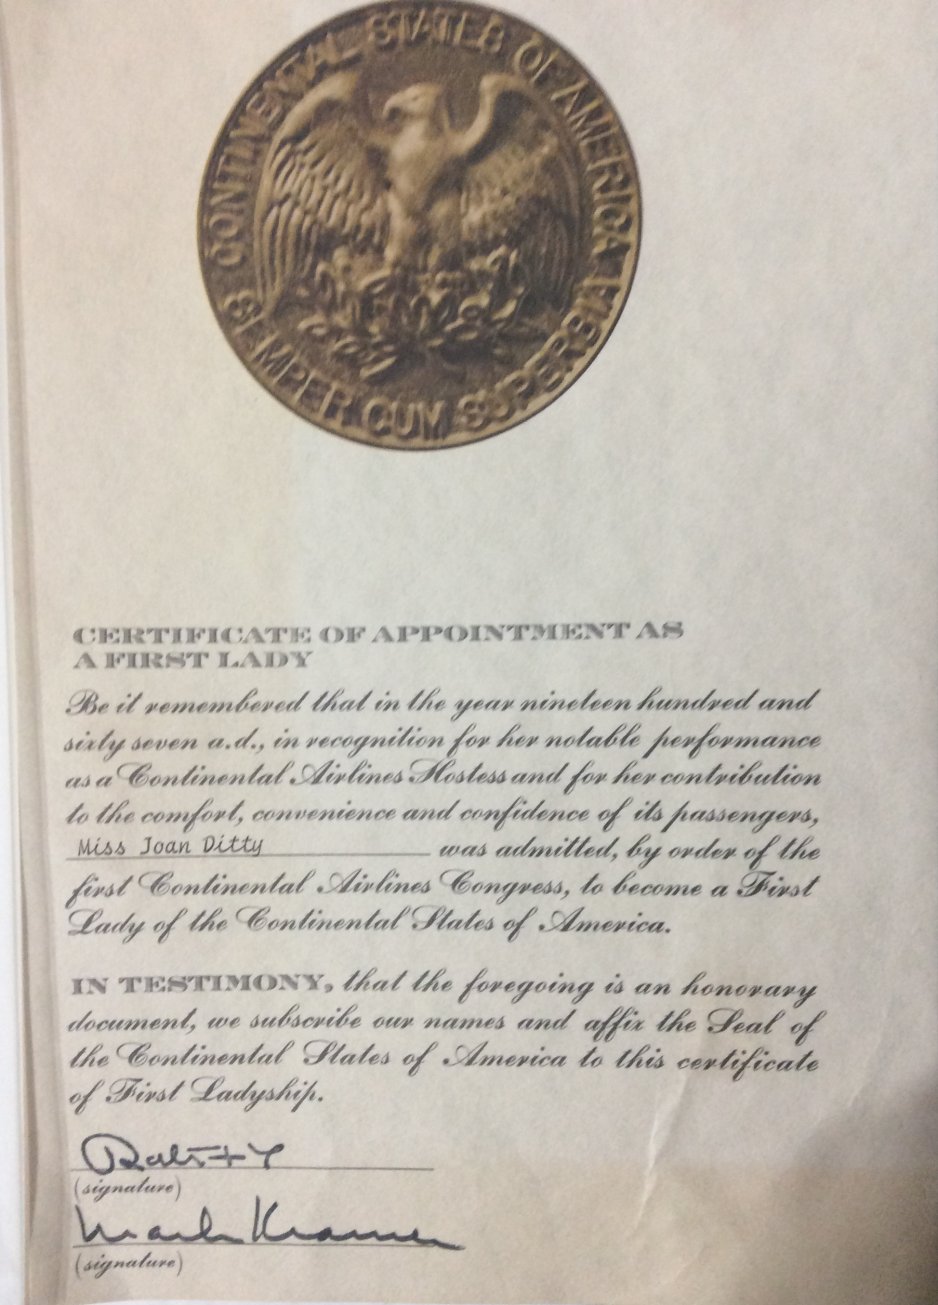 CONTINENTAL STATES OF AMERICA
SEMPER CUM SUPERBIA
CERTIFICATE OF APPOINTMENT AS
A FIRST LADY
Be it remembered that in the year nineteen hundred and
sixty seven a.d., in recognition for her notable performance
as a Continental Airlines Hostess and for her contribution
to the comfort, convenience and confidence of its passengers,
Miss Joan Ditty was admitted, by order of the
first Continental Airlines Congress, to become a First
Lady of the Continental States of America.
IN TESTIMONY, that the foregoing is an honorary
document, we subscribe our names and affix the Seal of
the Continental States of America to this certificate
of First Ladyship.
(signature)
Mark Kramer
(signature)